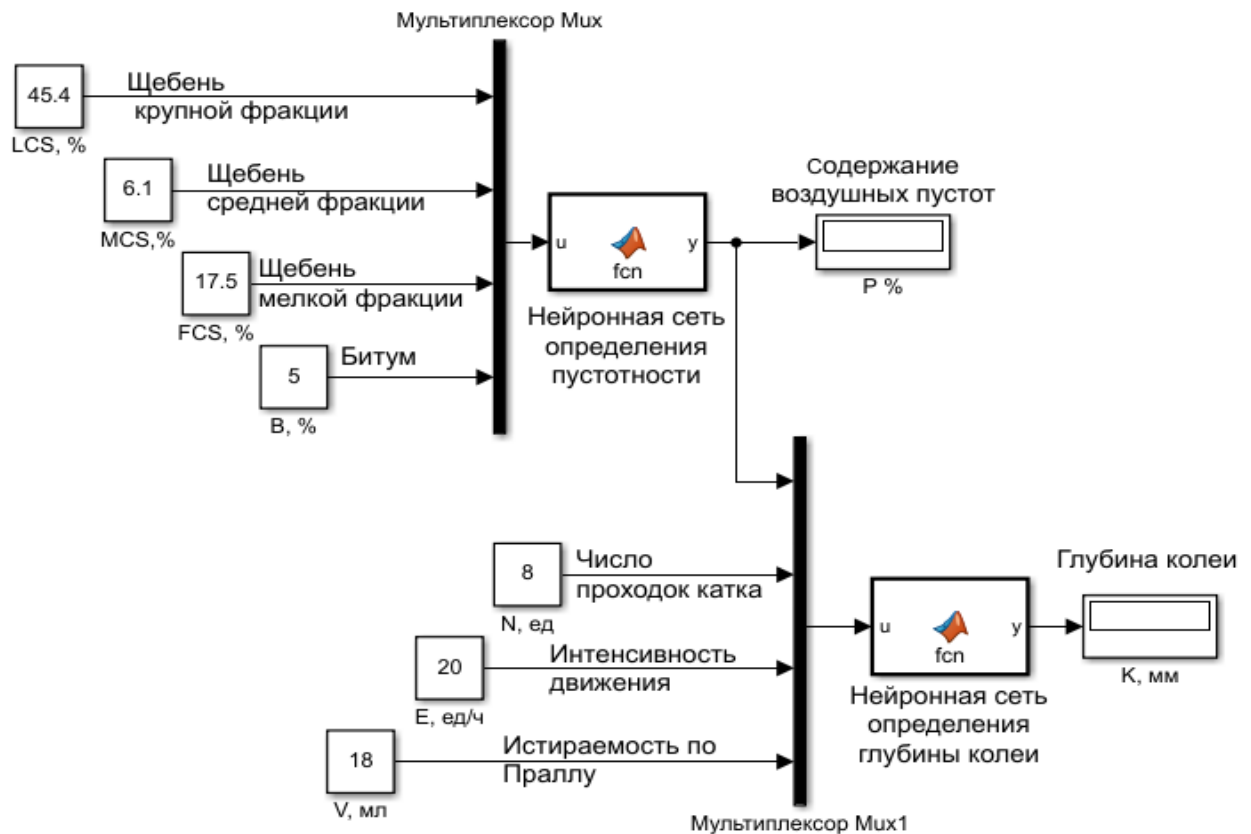 Мультиплексор Mux
45.4
LCS, %
Щебень
крупной фракции
6.1
MCS,%
Щебень
средней фракции
17.5
FCS, %
Щебень
мелкой фракции
5
B, %
Битум
u
fcn
y
Нейронная сеть
определения
пустотности
Содержание
воздушных пустот
P %
8
N, ед
Число
проходок катка
20
E, ед/ч
Интенсивность
движения
18
V, мл
Истираемость по
Праллу
Мультиплексор Mux1
u
fcn
y
Нейронная сеть
определения
глубины колеи
Глубина колеи
K, мм